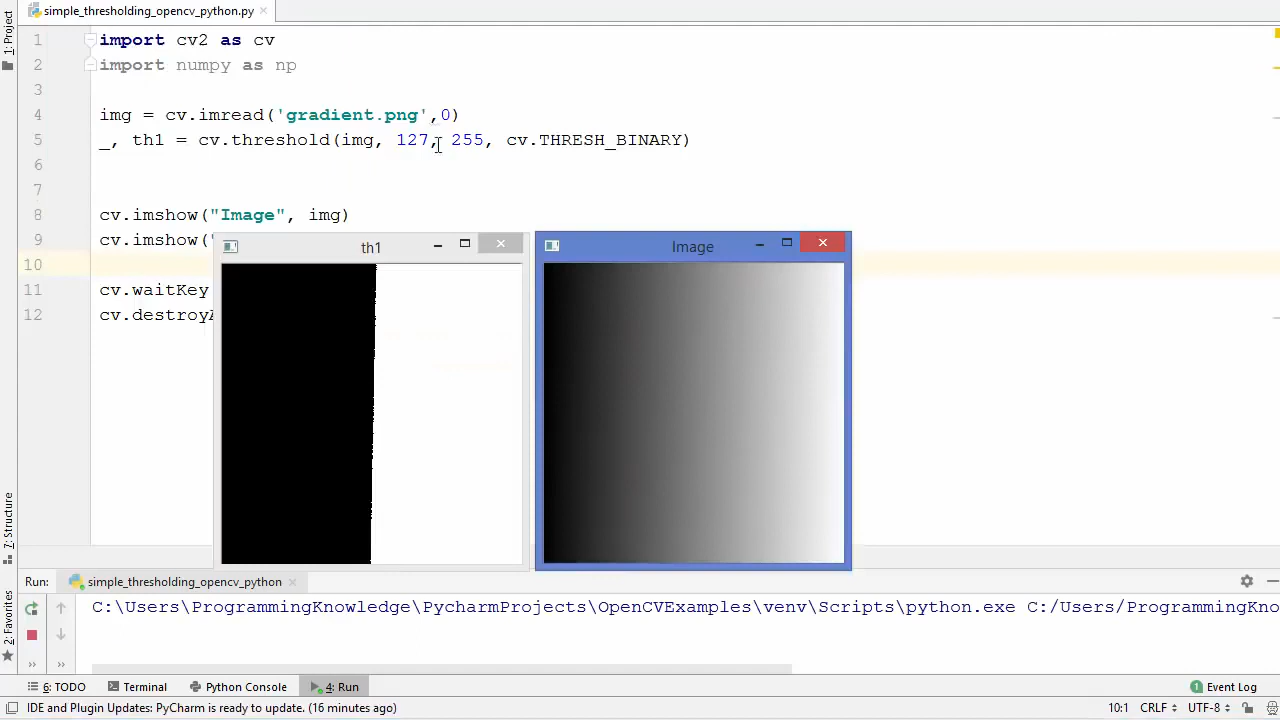 simple_thresholding_opencv_python.py
1: Project
1 import cv2 as cv
2 import numpy as np
3
4 img = cv.imread('gradient.png',0)
5 _, th1 = cv.threshold(img, 127, 255, cv.THRESH_BINARY)
6
7
8 cv.imshow("Image", img)
9 cv.imshow("
th1
Image
10
11 cv.waitKey
12 cv.destroy
7: Structure
2: Favorites
Run: simple_thresholding_opencv_python
C:\Users\ProgrammingKnowledge\PycharmProjects\OpenCVExamples\venv\Scripts\python.exe C:/Users/ProgrammingKno
6: TODO Terminal Python Console 4: Run 1 Event Log
IDE and Plugin Updates: PyCharm is ready to update. (16 minutes ago) 10:1 CRLF UTF-8